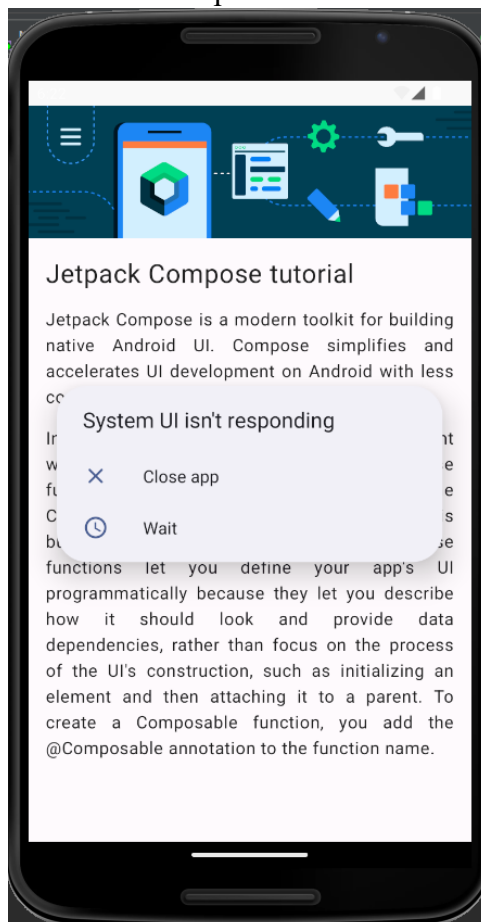 Jetpack Compose tutorial
Jetpack Compose is a modern toolkit for building
native Android UI. Compose simplifies and
accelerates UI development on Android with less
System UI isn't responding
Close app
Wait
functions let you define your app's UI
programmatically because they let you describe
how it should look and provide data
dependencies, rather than focus on the process
of the UI's construction, such as initializing an
element and then attaching it to a parent. To
create a Composable function, you add the
@Composable annotation to the function name.